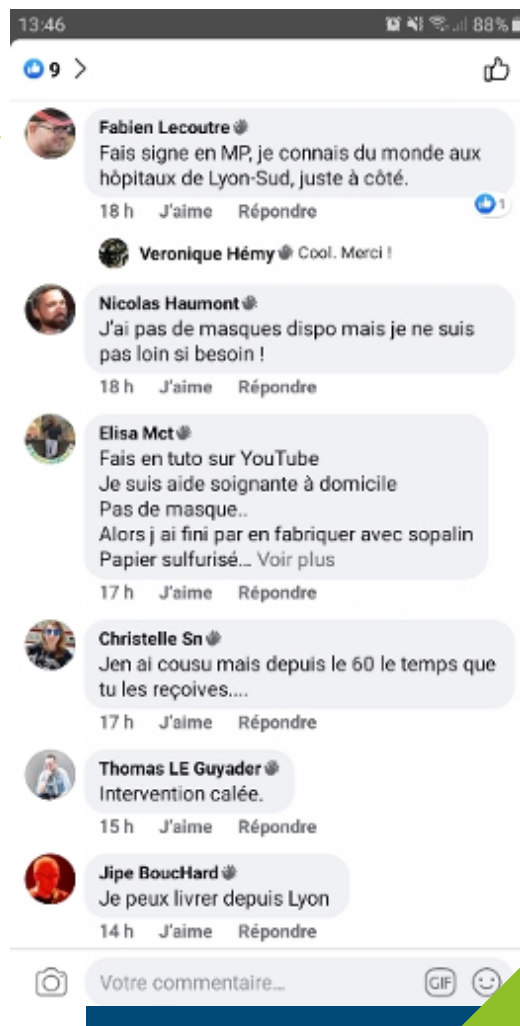 13:46 88%
9 >
Fabien Lecoutre
Fais signe en MP, je connais du monde aux
hôpitaux de Lyon-Sud, juste à côté.
18 h J'aime Répondre 1
Veronique Hémy Cool. Merci !
Nicolas Haumont
J'ai pas de masques dispo mais je ne suis
pas loin si besoin !
18 h J'aime Répondre
Elisa Mct
Fais en tuto sur YouTube
Je suis aide soignante à domicile
Pas de masque..
Alors j ai fini par en fabriquer avec sopalin
Papier sulfurisé... Voir plus
17 h J'aime Répondre
Christelle Sn
Jen ai cousu mais depuis le 60 le temps que
tu les reçoives....
17 h J'aime Répondre
Thomas LE Guyader
Intervention calée.
15 h J'aime Répondre
Jipe BoucHard
Je peux livrer depuis Lyon
14 h J'aime Répondre
Votre commentaire... GIF